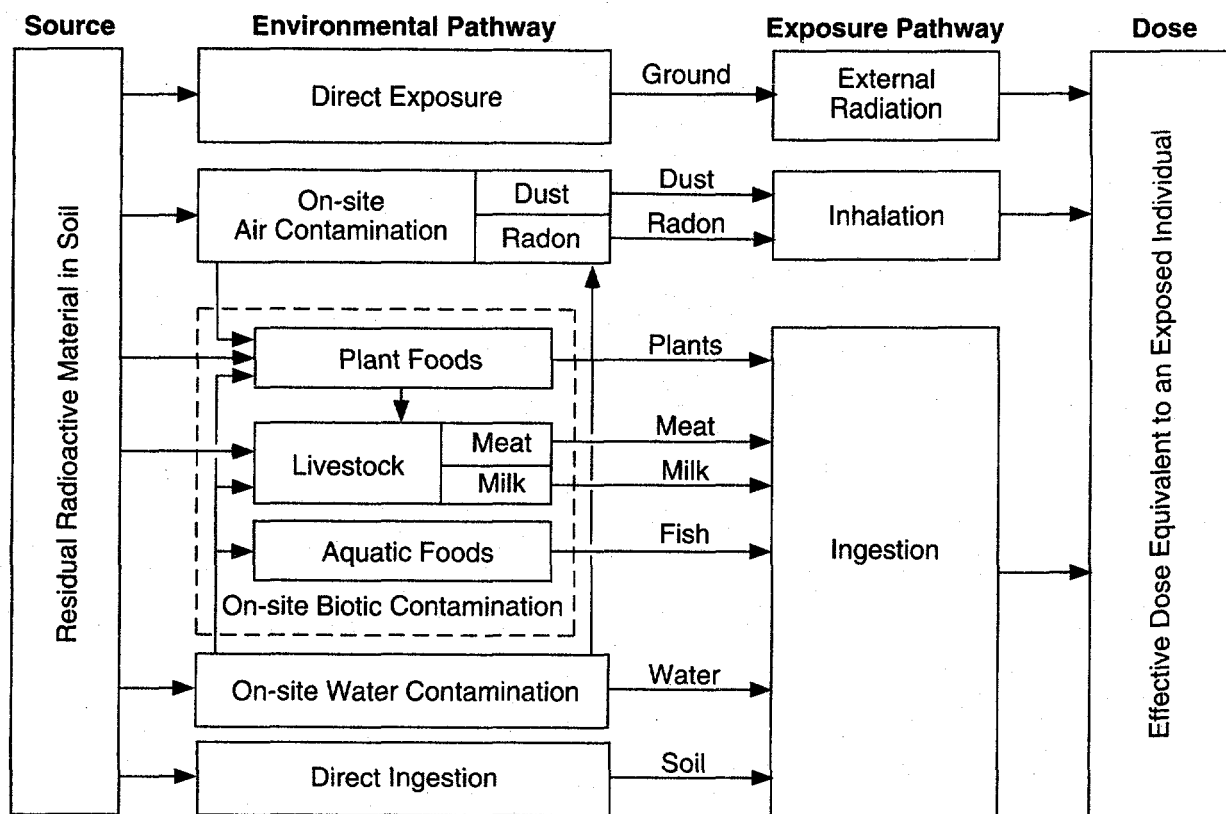 Source
Environmental Pathway
Exposure Pathway
Dose
Residual Radioactive Material in Soil
Direct Exposure
Ground
External
Radiation
On-site
Air Contamination
Dust
Radon
Dust
Radon
Inhalation
Plant Foods
Plants
Livestock
Meat
Milk
Meat
Milk
Aquatic Foods
Fish
On-site Biotic Contamination
Ingestion
On-site Water Contamination
Water
Direct Ingestion
Soil
Effective Dose Equivalent to an Exposed Individual